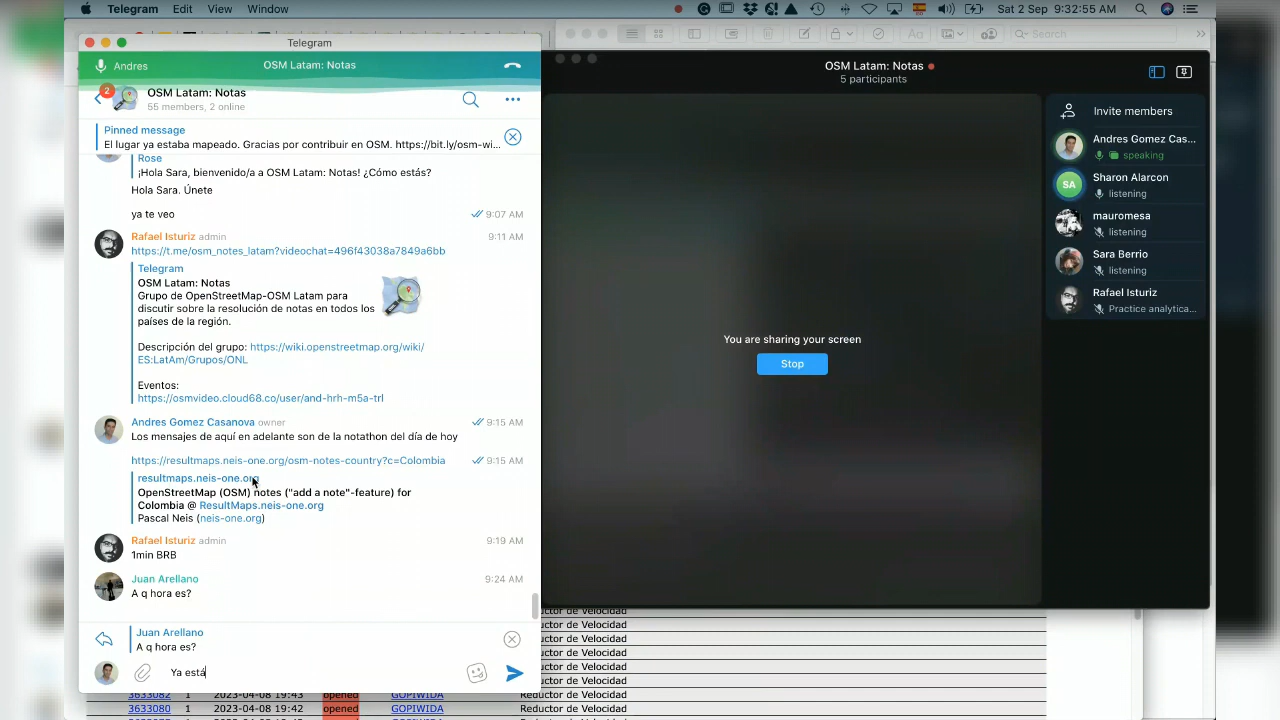 Telegram Edit View Window
Sat 2 Sep 9:32:55 AM
Telegram
Search
Andres
OSM Latam: Notas
2
OSM Latam: Notas
55 members, 2 online
Pinned message
El lugar ya estaba mapeado. Gracias por contribuir en OSM. https://bit.ly/osm-wi...
Rose
¡Hola Sara, bienvenido/a a OSM Latam: Notas! ¿Cómo estás?
Hola Sara. Únete
ya te veo
9:07 AM
Rafael Isturiz admin
9:11 AM
https://t.me/osm_notes_latam?videochat=496f43038a7849a6bb
Telegram
OSM Latam: Notas
Grupo de OpenStreetMap-OSM Latam para
discutir sobre la resolución de notas en todos los
países de la región.
Descripción del grupo: https://wiki.openstreetmap.org/wiki/
ES:LatAm/Grupos/ONL
Eventos:
https://osmvideo.cloud68.co/user/and-hrh-m5a-trl
Andres Gomez Casanova owner
9:15 AM
Los mensajes de aquí en adelante son de la notathon del día de hoy
https://resultmaps.neis-one.org/osm-notes-country?c=Colombia
9:15 AM
resultmaps.neis-one.org
OpenStreetMap (OSM) notes ("add a note"-feature) for
Colombia @ ResultMaps.neis-one.org
Pascal Neis (neis-one.org)
Rafael Isturiz admin
9:19 AM
1min BRB
Juan Arellano
9:24 AM
A q hora es?
Juan Arellano
A q hora es?
Ya está
OSM Latam: Notas
5 participants
You are sharing your screen
Stop
Invite members
Andres Gomez Cas...
speaking
SA
Sharon Alarcon
listening
mauromesa
listening
Sara Berrio
listening
Rafael Isturiz
Practice analytica...
uctor de Velocidad
Reductor de Velocidad
Reductor de Velocidad
Reductor de Velocidad
Reductor de Velocidad
Reductor de Velocidad
3633082 1 2023-04-08 19:43 opened GOPIWIDA Reductor de Velocidad
3633080 1 2023-04-08 19:42 opened GOPIWIDA Reductor de Velocidad